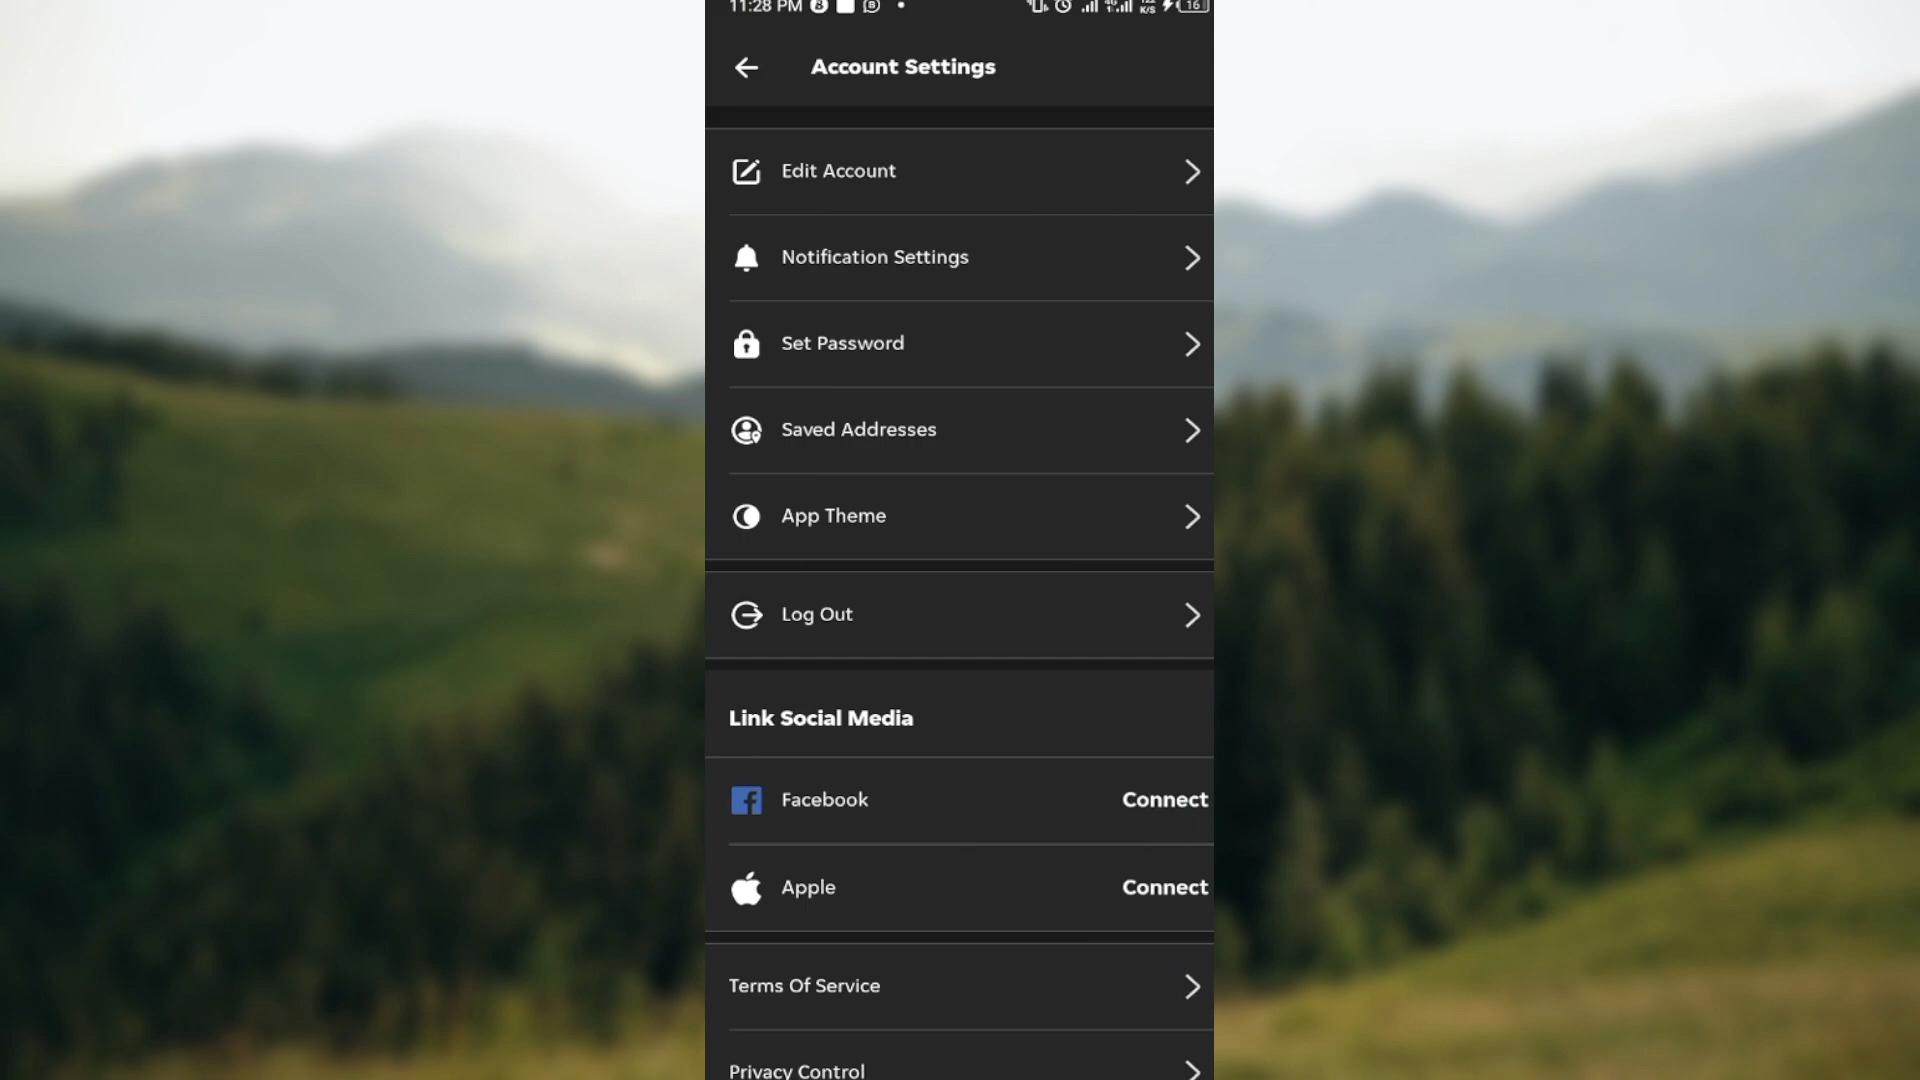 11:28 PM
16
Account Settings
Edit Account
Notification Settings
Set Password
Saved Addresses
App Theme
Log Out
Link Social Media
Facebook Connect
Apple Connect
Terms Of Service
Privacy Control